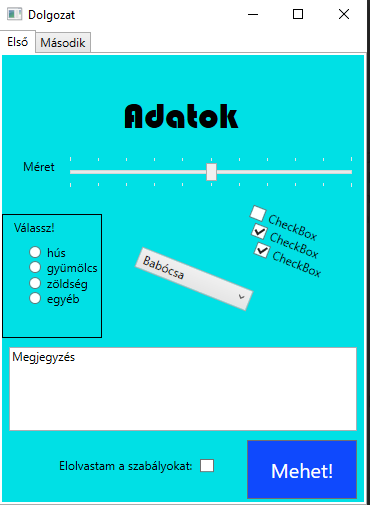 Dolgozat
Első
Második
Adatok
Méret
CheckBox
CheckBox
CheckBox
Válassz!
hús
gyümölcs
zöldség
egyéb
Babócsa
Megjegyzés
Elolvastam a szabályokat:
Mehet!